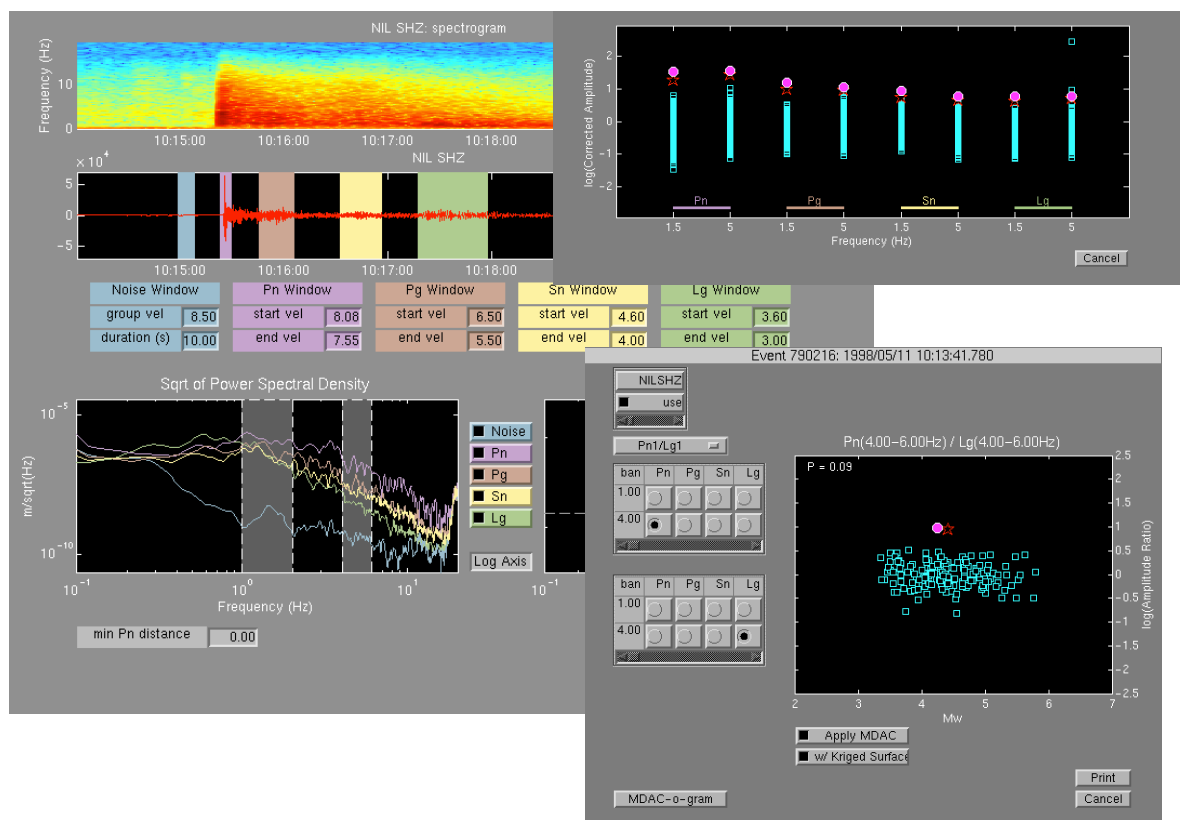 NIL SHZ: spectrogram
Frequency (Hz)
10
0
10:15:00 10:16:00 10:17:00 10:18:00
× 10^4
NIL SHZ
5
0
−5
10:15:00 10:16:00 10:17:00 10:18:00
Noise Window Pn Window Pg Window Sn Window Lg Window
group vel 8.50 start vel 8.08 start vel 6.50 start vel 4.60 start vel 3.60
duration (s) 10.00 end vel 7.55 end vel 5.50 end vel 4.00 end vel 3.00
Sqrt of Power Spectral Density
m/sqrt(Hz)
10^−5
10^−10
10^−1 10^0 10^1 10^−1
Frequency (Hz)
Noise
Pn
Pg
Sn
Lg
Log Axis
min Pn distance 0.00
log(Corrected Amplitude)
2
1
0
−1
−2
Pn Pg Sn Lg
1.5 5 1.5 5 1.5 5 1.5 5
Frequency (Hz)
Cancel
Event 790216: 1998/05/11 10:13:41.780
NILSHZ
use
Pn1/Lg1
ban Pn Pg Sn Lg
1.00
4.00
ban Pn Pg Sn Lg
1.00
4.00
Pn(4.00−6.00Hz) / Lg(4.00−6.00Hz)
P = 0.09
2.5
2
1.5
1
0.5
0
−0.5
−1
−1.5
−2
−2.5
log(Amplitude Ratio)
2 3 4 5 6 7
Mw
Apply MDAC
w/ Kriged Surface
Print
MDAC−o−gram
Cancel